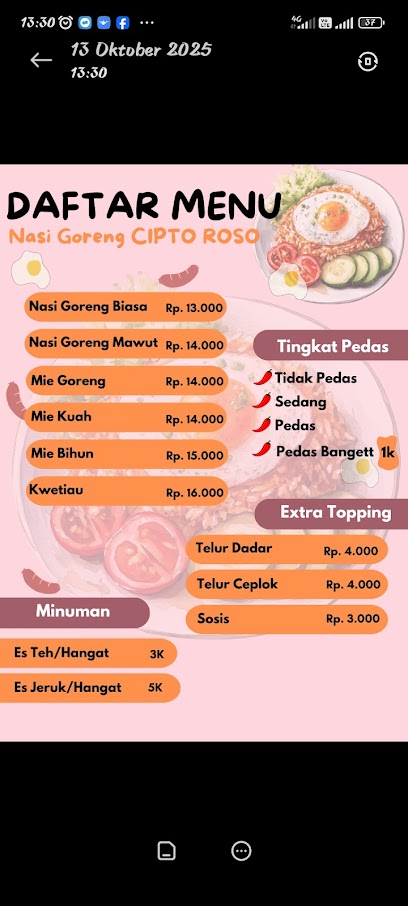 13:30
4G
VoLTE
37
13 Oktober 2025
13:30
DAFTAR MENU
Nasi Goreng CIPTO ROSO
Nasi Goreng Biasa Rp. 13.000
Nasi Goreng Mawut Rp. 14.000
Mie Goreng Rp. 14.000
Mie Kuah Rp. 14.000
Mie Bihun Rp. 15.000
Kwetiau Rp. 16.000
Tingkat Pedas
Tidak Pedas
Sedang
Pedas
Pedas Bangett 1k
Extra Topping
Telur Dadar Rp. 4.000
Telur Ceplok Rp. 4.000
Sosis Rp. 3.000
Minuman
Es Teh/Hangat 3K
Es Jeruk/Hangat 5K